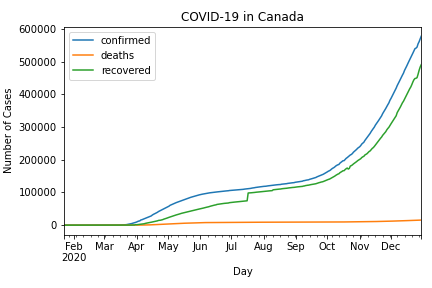 COVID-19 in Canada
confirmed
deaths
recovered
Number of Cases
600000
500000
400000
300000
200000
100000
0
Feb Mar Apr May Jun Jul Aug Sep Oct Nov Dec
2020
Day